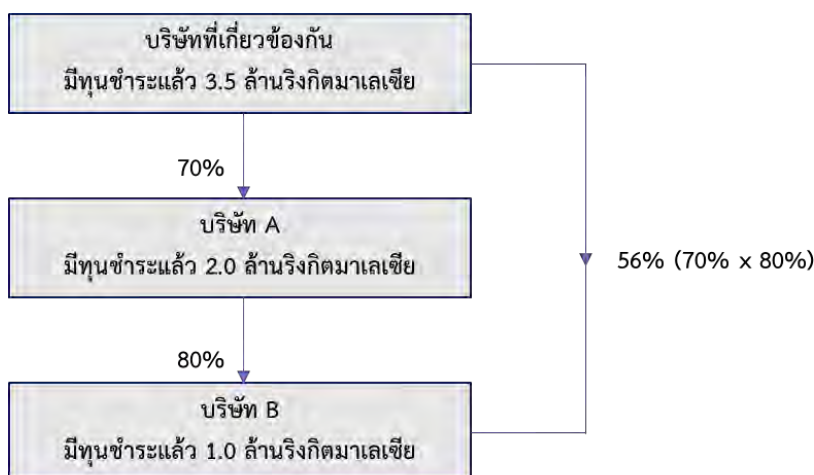 บริษัทที่เกี่ยวข้องกัน
มีทุนชำระแล้ว 3.5 ล้านริงกิตมาเลเซีย
70%
บริษัท A
มีทุนชำระแล้ว 2.0 ล้านริงกิตมาเลเซีย
56% (70% x 80%)
80%
บริษัท B
มีทุนชำระแล้ว 1.0 ล้านริงกิตมาเลเซีย